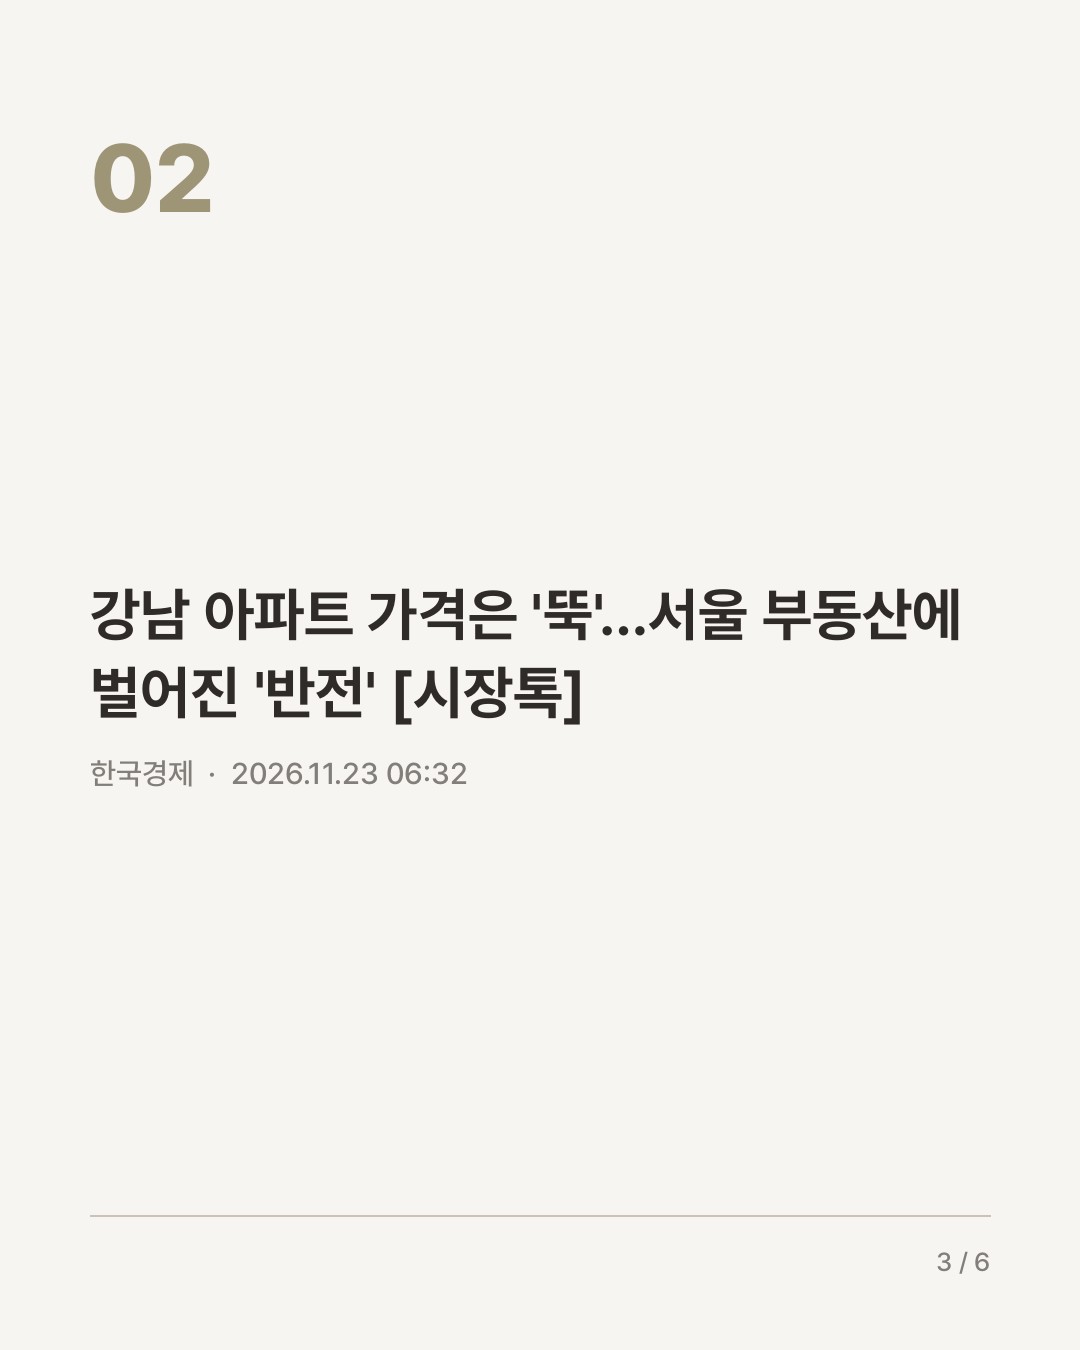 02
강남 아파트 가격은 '뚝'...서울 부동산에
벌어진 '반전' [시장톡]
한국경제 · 2026.11.23 06:32
3 / 6